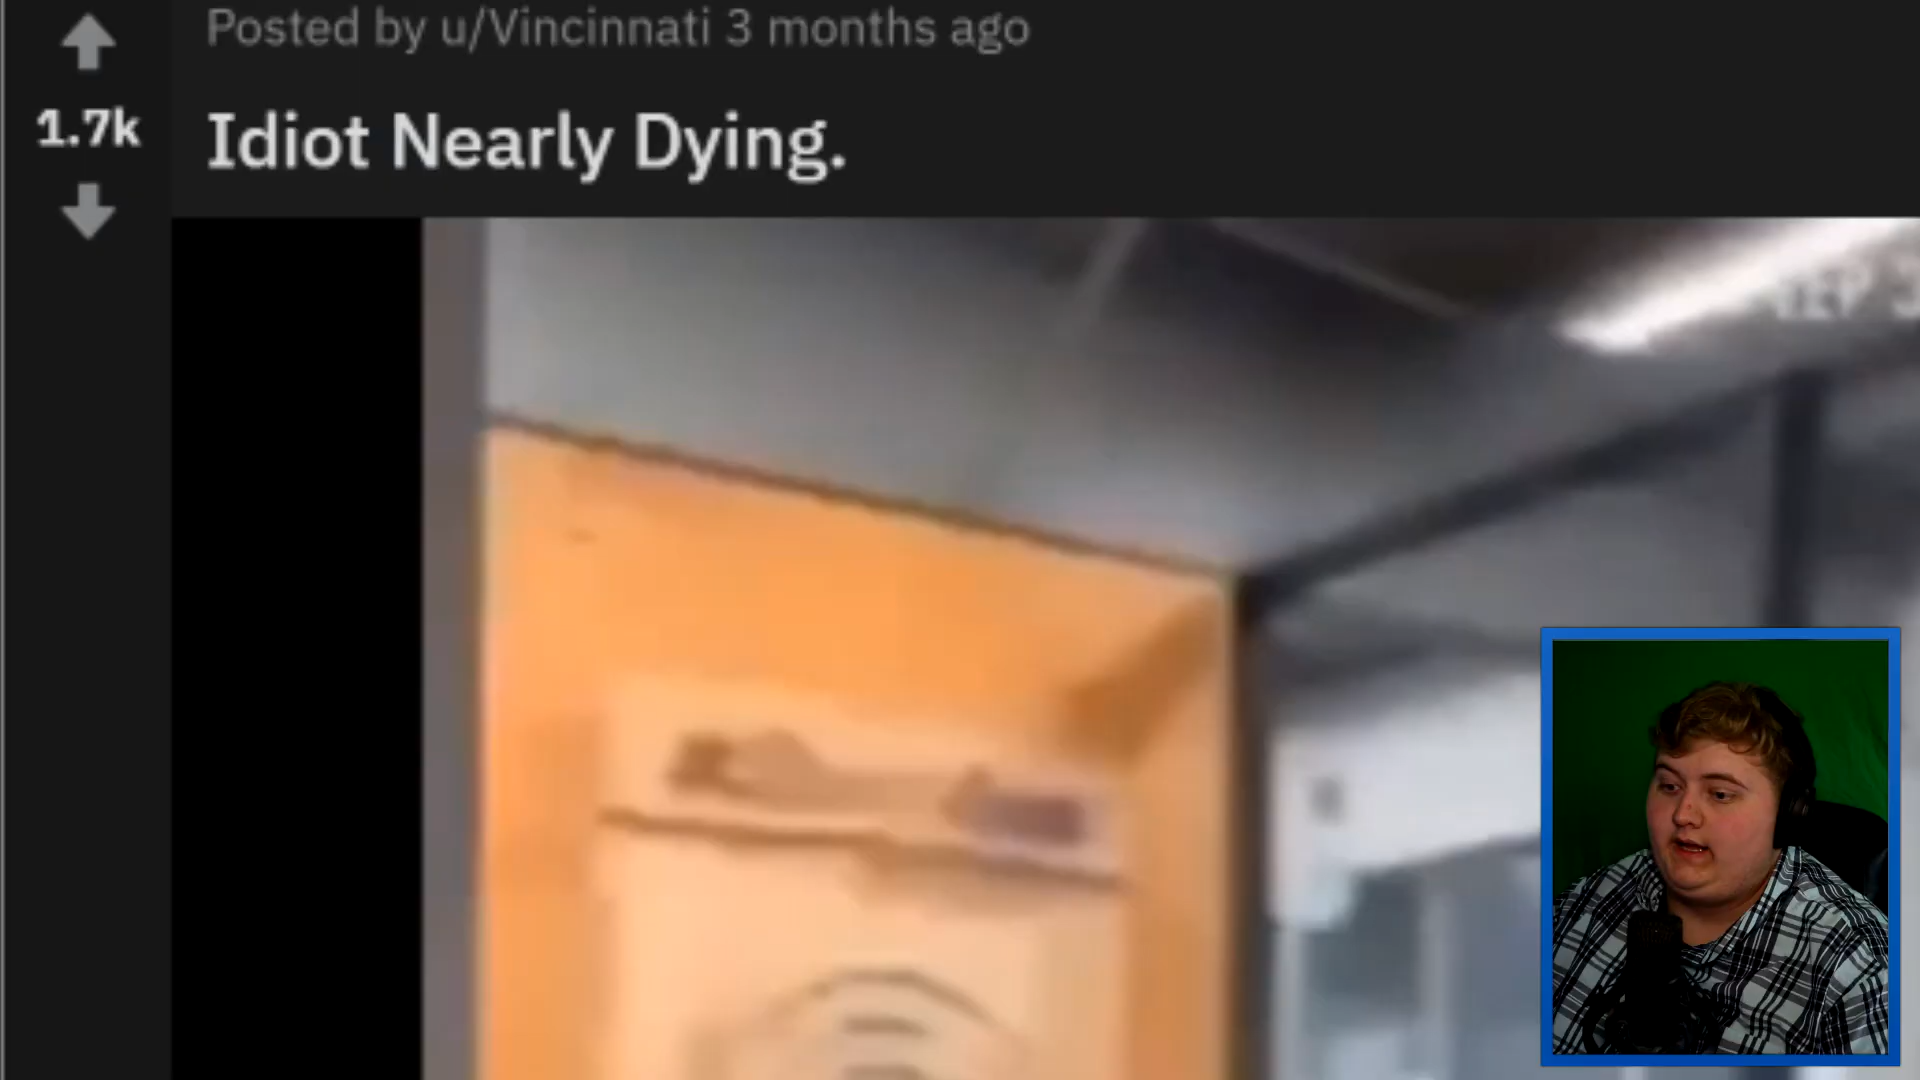 Posted by u/Vincinnati 3 months ago
1.7k
Idiot Nearly Dying.